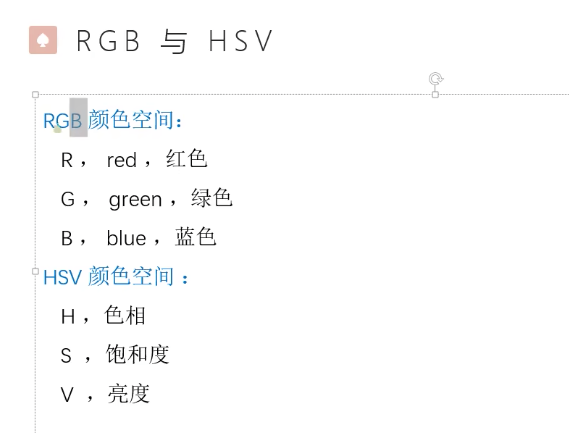 RGB 与 HSV
RGB 颜色空间：
R ， red ，红色
G ， green ，绿色
B ， blue ，蓝色
HSV 颜色空间 ：
H ，色相
S ，饱和度
V ，亮度